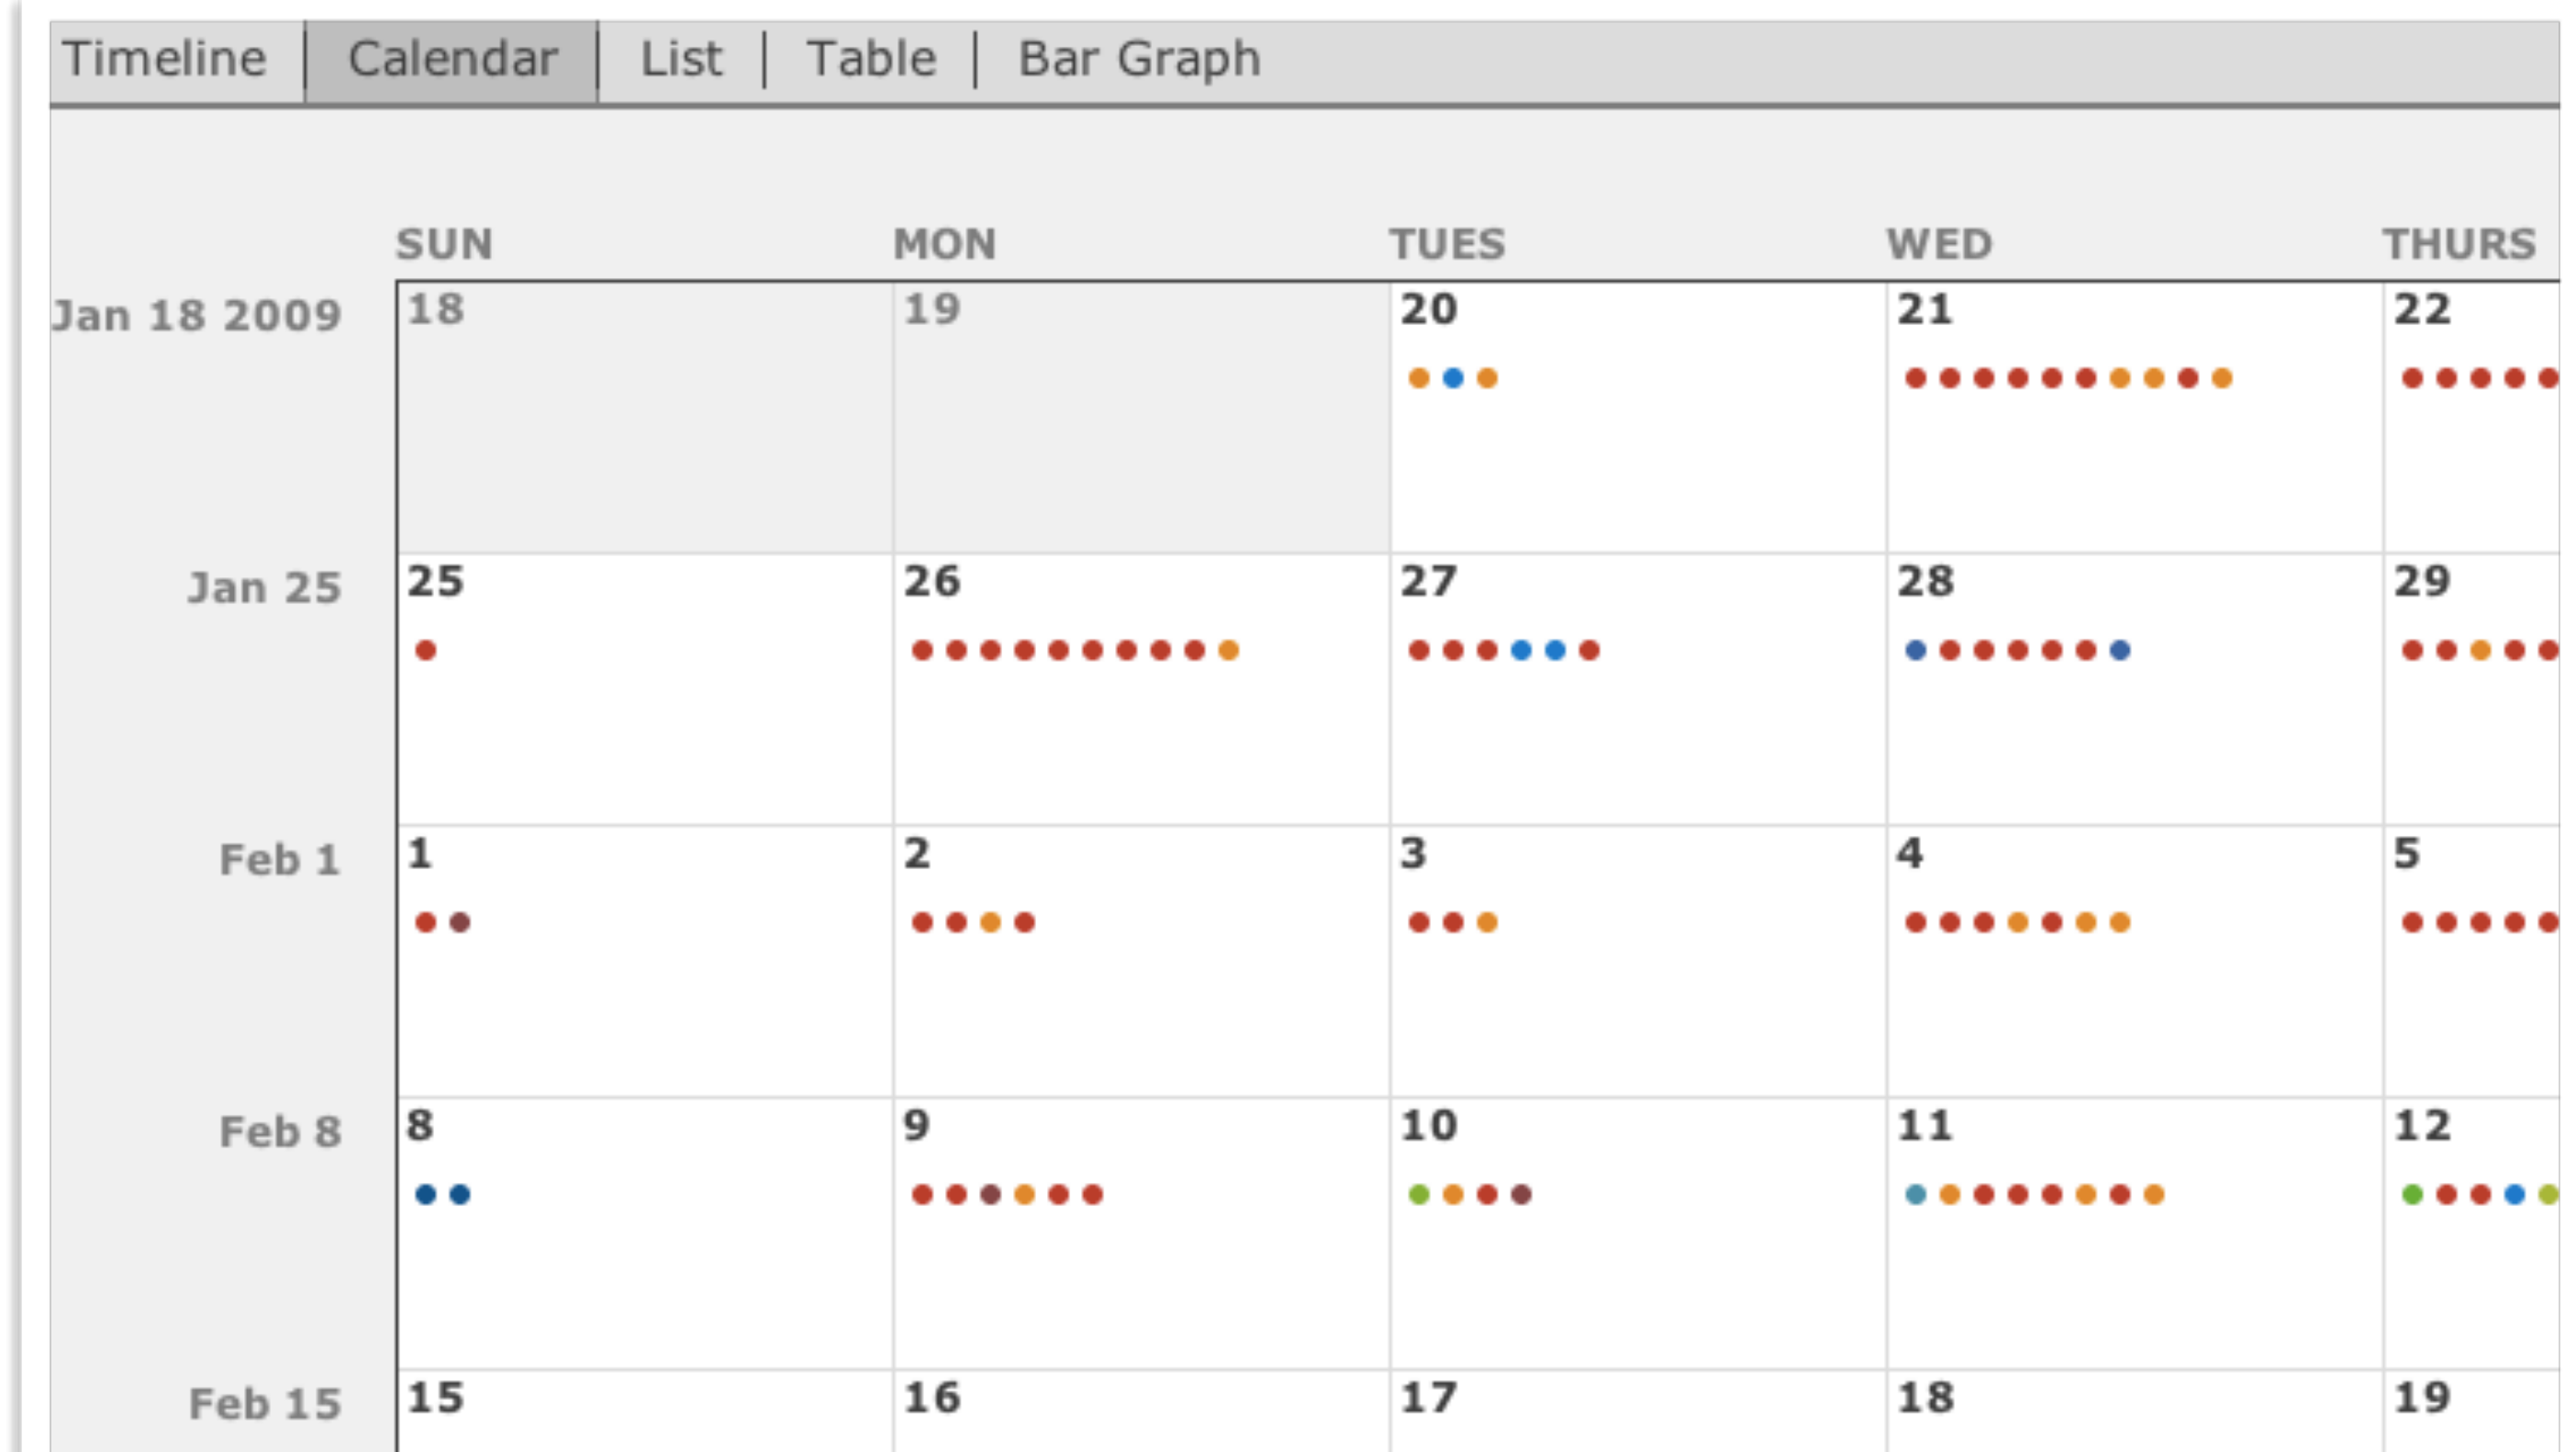 Timeline Calendar List Table Bar Graph
SUN MON TUES WED THURS
Jan 18 2009 18 19 20 21 22
Jan 25 25 26 27 28 29
Feb 1 1 2 3 4 5
Feb 8 8 9 10 11 12
Feb 15 15 16 17 18 19